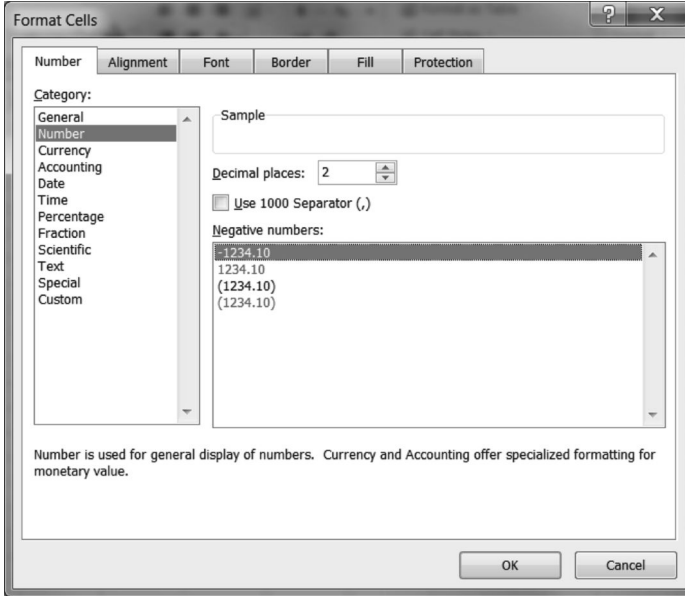 Format Cells
Number Alignment Font Border Fill Protection
Category:
General
Number
Currency
Accounting
Date
Time
Percentage
Fraction
Scientific
Text
Special
Custom
Sample
Decimal places: 2
Use 1000 Separator (,)
Negative numbers:
-1234.10
1234.10
(1234.10)
(1234.10)
Number is used for general display of numbers.  Currency and Accounting offer specialized formatting for
monetary value.
OK Cancel